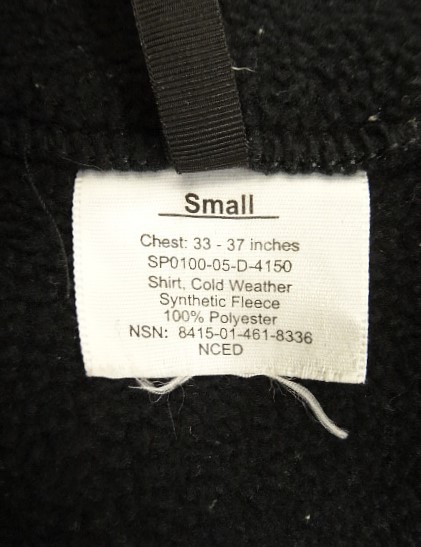 Small
Chest: 33 - 37 inches
SP0100-05-D-4150
Shirt, Cold Weather
Synthetic Fleece
100% Polyester
NSN: 8415-01-461-8336
NCED